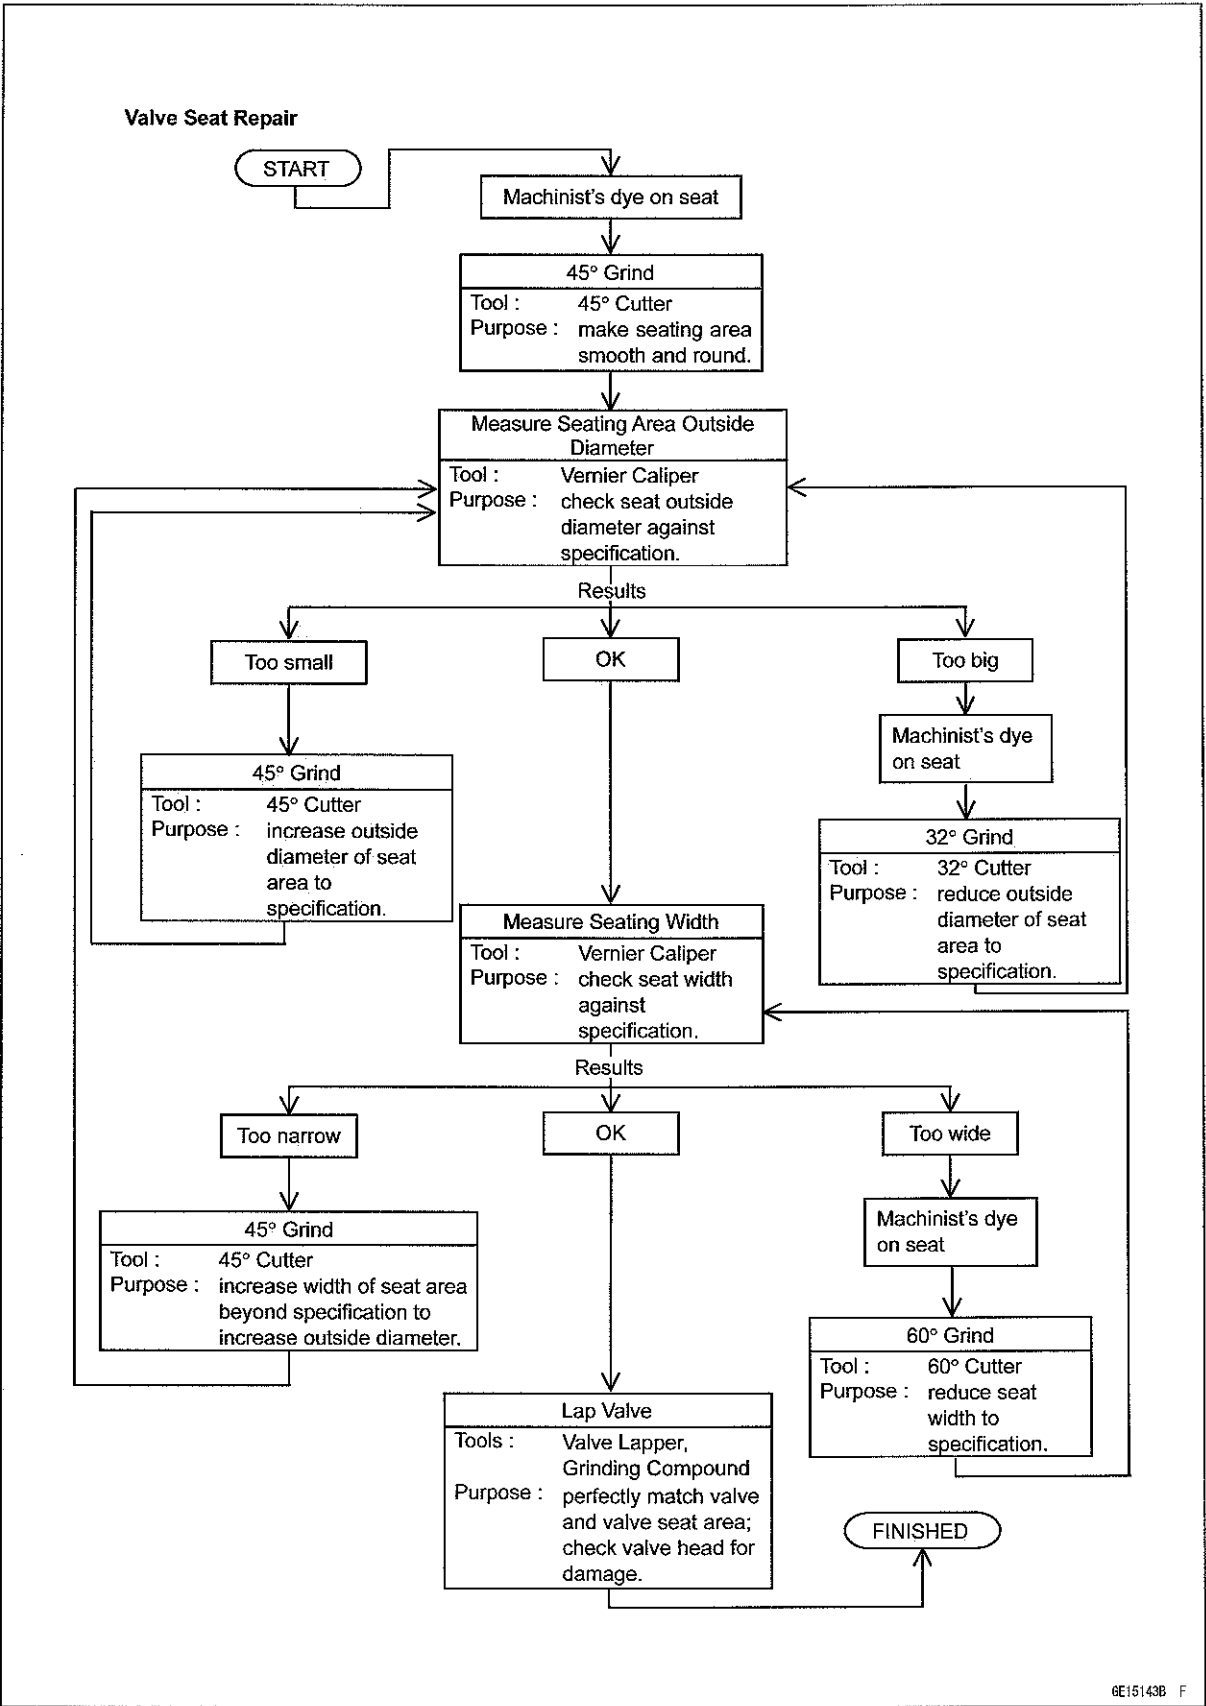 Valve Seat Repair
START
Machinist's dye on seat
45° Grind
Tool : 45° Cutter
Purpose : make seating area
smooth and round.
Measure Seating Area Outside
Diameter
Tool : Vernier Caliper
Purpose : check seat outside
diameter against
specification.
Results
Too small
OK
Too big
Machinist's dye
on seat
45° Grind
Tool : 45° Cutter
Purpose : increase outside
diameter of seat
area to
specification.
32° Grind
Tool : 32° Cutter
Purpose : reduce outside
diameter of seat
area to
specification.
Measure Seating Width
Tool : Vernier Caliper
Purpose : check seat width
against
specification.
Results
Too narrow
OK
Too wide
Machinist's dye
on seat
45° Grind
Tool : 45° Cutter
Purpose : increase width of seat area
beyond specification to
increase outside diameter.
60° Grind
Tool : 60° Cutter
Purpose : reduce seat
width to
specification.
Lap Valve
Tools : Valve Lapper,
Grinding Compound
Purpose : perfectly match valve
and valve seat area;
check valve head for
damage.
FINISHED
GE15143B F